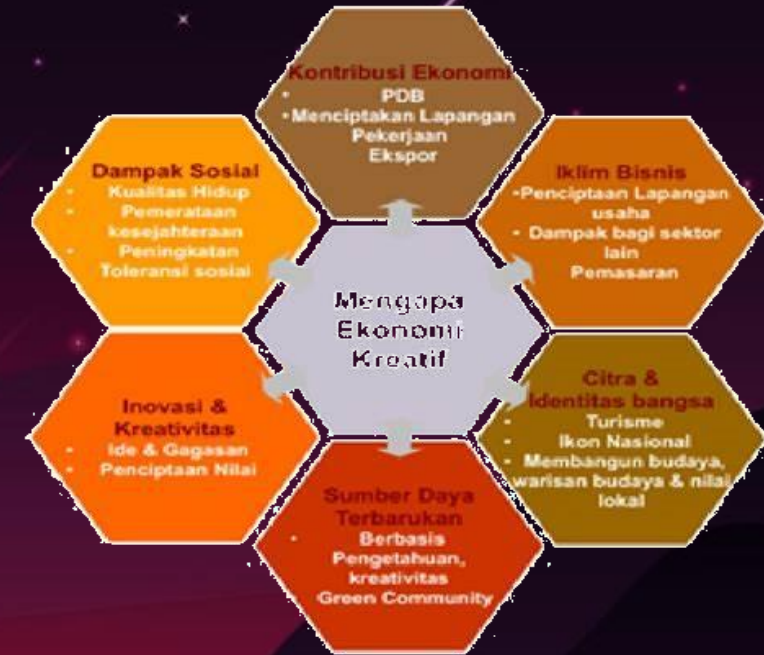 Kontribusi Ekonomi
• PDB
• Menciptakan Lapangan
Pekerjaan
Ekspor
Dampak Sosial
• Kualitas Hidup
• Pemerataan
kesejahteraan
• Peningkatan
Toleransi sosial
Iklim Bisnis
•Penciptaan Lapangan
usaha
• Dampak bagi sektor
lain
Pemasaran
Mengapa
Ekonomi
Kreatif
Inovasi &
Kreativitas
• Ide & Gagasan
• Penciptaan Nilai
Citra &
Identitas bangsa
• Turisme
• Ikon Nasional
• Membangun budaya,
warisan budaya & nilai
lokal
Sumber Daya
Terbarukan
• Berbasis
Pengetahuan,
kreativitas
Green Community